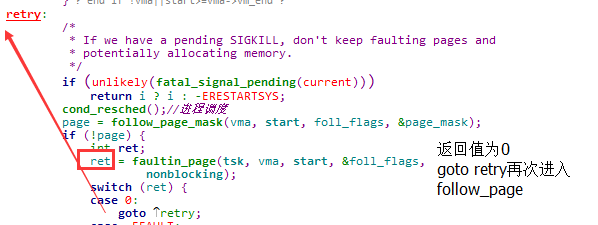 } ? end if !vma||start>=vma->vm_end ?
retry:
/*
* If we have a pending SIGKILL, don't keep faulting pages and
* potentially allocating memory.
*/
if (unlikely(fatal_signal_pending(current)))
return i ? i : -ERESTARTSYS;
cond_resched();//进程调度
page = follow_page_mask(vma, start, foll_flags, &page_mask);
if (!page) {
int ret;
ret = faultin_page(tsk, vma, start, &foll_flags,
nonblocking);
switch (ret) {
case 0:
goto ↑retry;
返回值为0
goto retry再次进入
follow_page